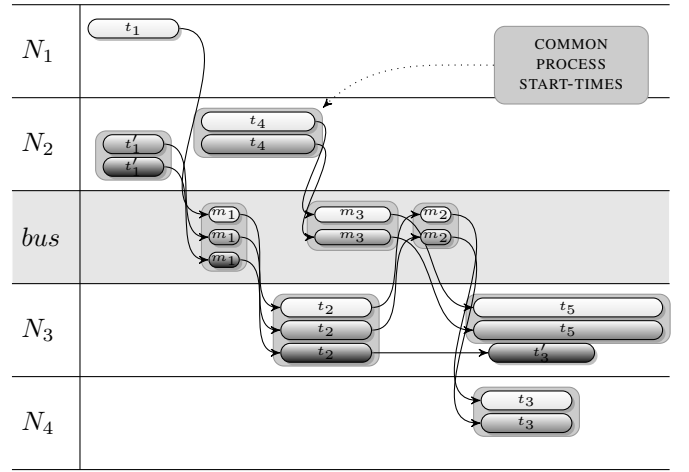 N1
t1
COMMON
PROCESS
START-TIMES
N2
t4
t4
t′1
t′1
bus
m1
m3
m2
m1
m3
m2
m1
N3
t2
t5
t2
t5
t2
t′3
N4
t3
t3